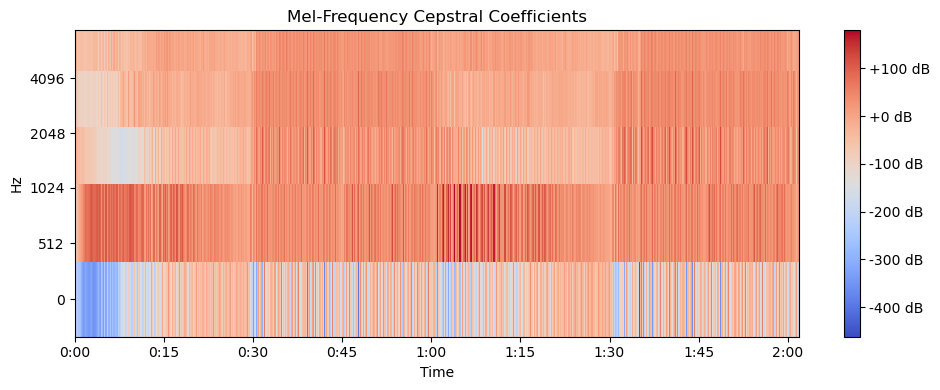 Mel-Frequency Cepstral Coefficients
Hz
4096
2048
1024
512
0
0:00 0:15 0:30 0:45 1:00 1:15 1:30 1:45 2:00
Time
+100 dB
+0 dB
-100 dB
-200 dB
-300 dB
-400 dB